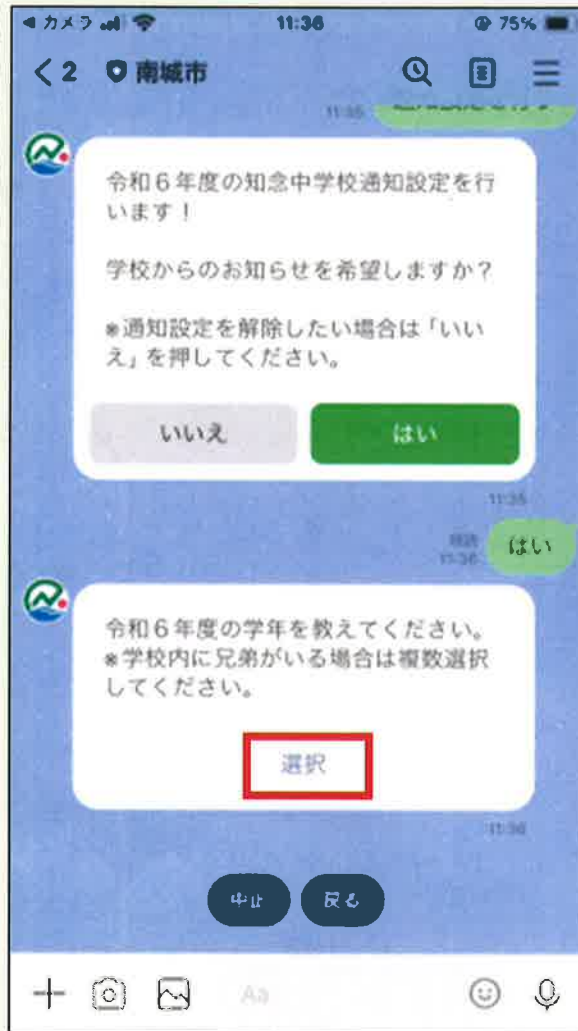 カメラ 11:36 75%
2 南城市
11:35
令和6年度の知念中学校通知設定を行
います!
学校からのお知らせを希望しますか?
※通知設定を解除したい場合は「いい
え」を押してください。
いいえ はい
11:35
既読
11:36 はい
令和6年度の学年を教えてください。
※学校内に兄弟がいる場合は複数選択
してください。
選択
11:36
中止 戻る
Aa